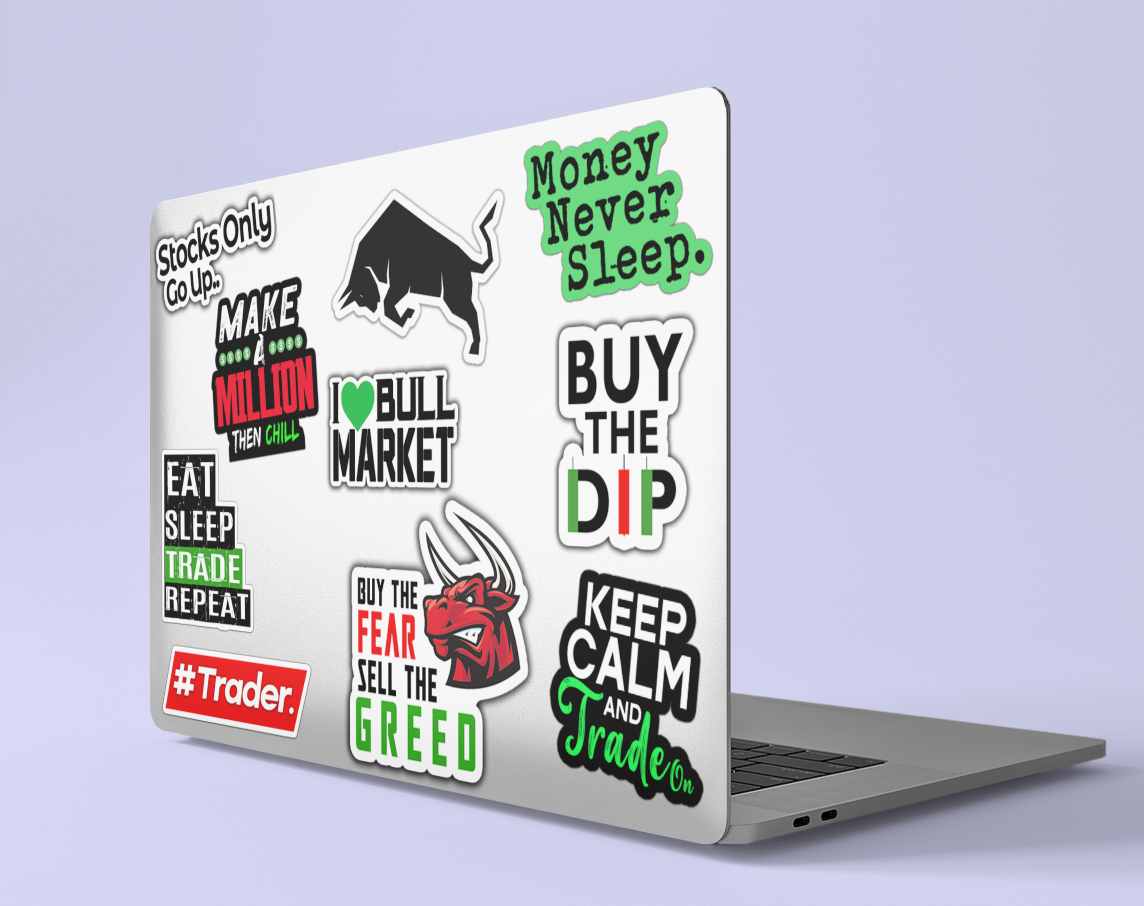 Stocks Only
Go Up..
MAKE
A
MILLION
THEN CHILL
EAT
SLEEP
TRADE
REPEAT
#Trader.
I BULL
MARKET
BUY THE
FEAR
SELL THE
GREED
Money
Never
Sleep.
BUY
THE
DIP
KEEP
CALM
AND
Trade On